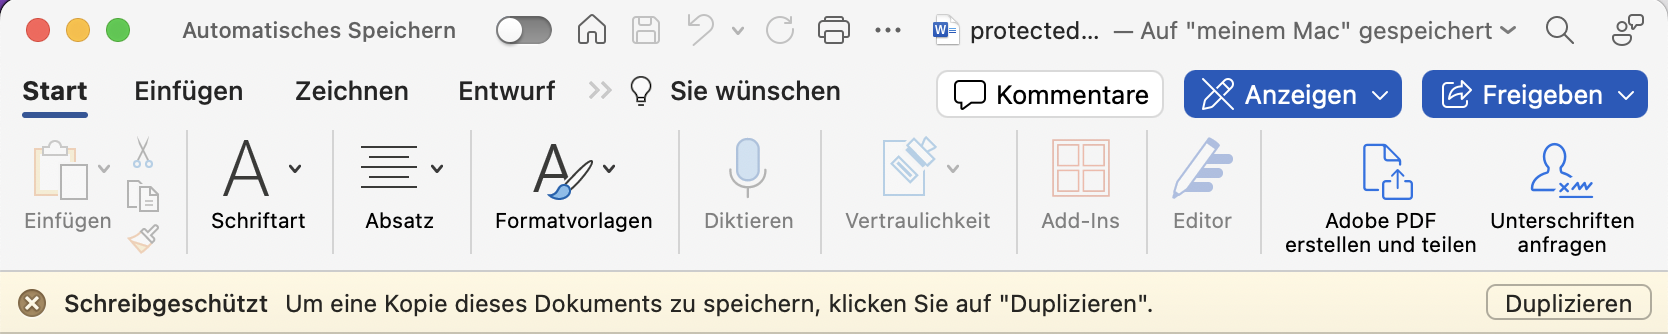 Automatisches Speichern
protected... — Auf "meinem Mac" gespeichert
Start Einfügen Zeichnen Entwurf Sie wünschen Kommentare Anzeigen Freigeben
Einfügen Schriftart Absatz Formatvorlagen Diktieren Vertraulichkeit Add-Ins Editor
Adobe PDF
erstellen und teilen
Unterschriften
anfragen
Schreibgeschützt Um eine Kopie dieses Dokuments zu speichern, klicken Sie auf "Duplizieren". Duplizieren